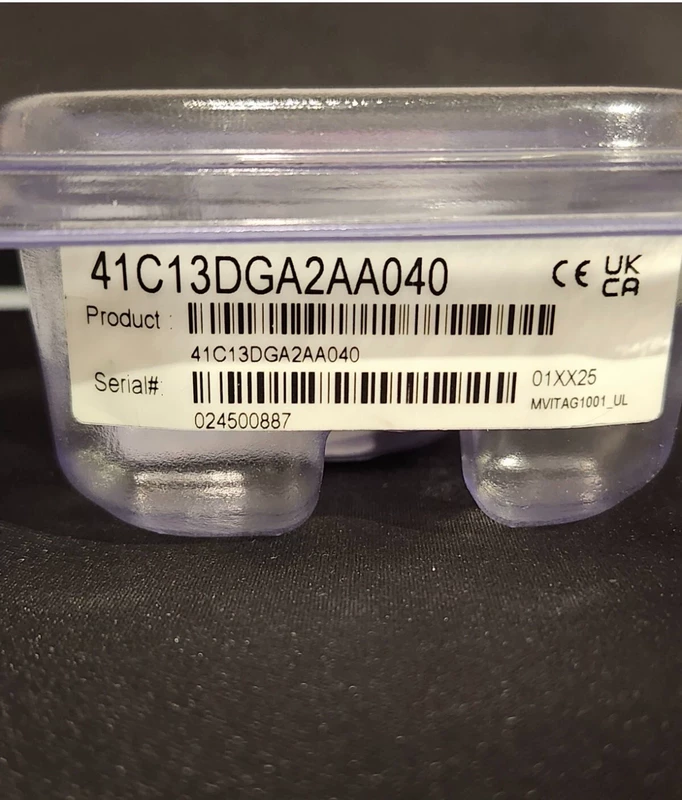 41C13DGA2AA040
CE UK CA
Product :
41C13DGA2AA040
Serial#:
01XX25
MVITAG1001_UL
024500887